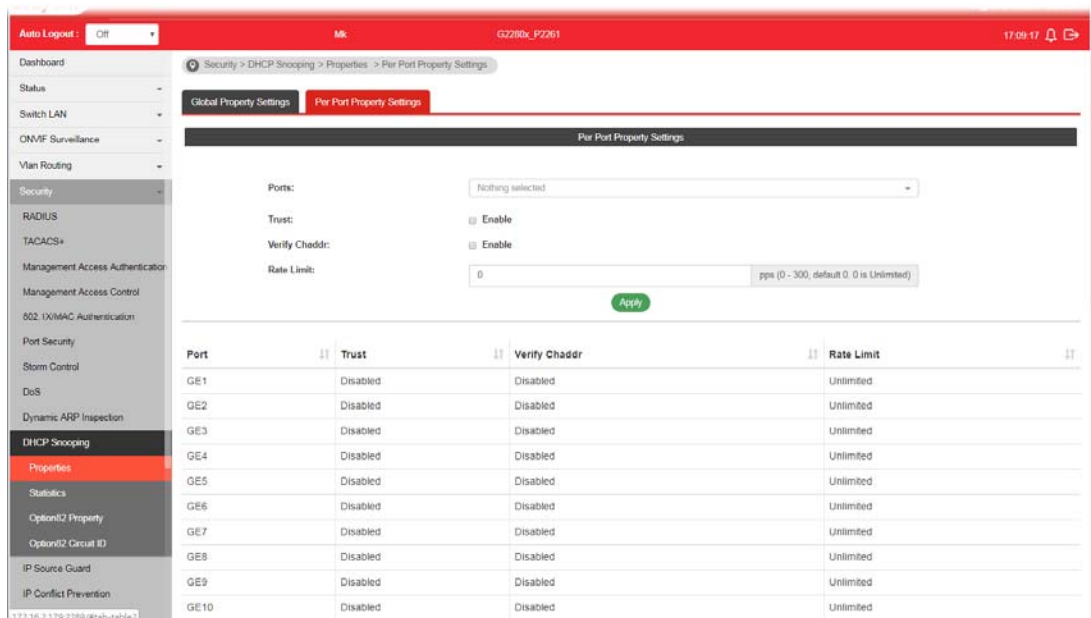 Auto Logout : Off Mk G2280x_P2261 17:09:17
Dashboard
Status
Switch LAN
ONVIF Surveillance
Vlan Routing
Security
RADIUS
TACACS+
Management Access Authentication
Management Access Control
802.1X/MAC Authentication
Port Security
Storm Control
DoS
Dynamic ARP Inspection
DHCP Snooping
Properties
Statistics
Option82 Property
Option82 Circuit ID
IP Source Guard
IP Conflict Prevention
Security > DHCP Snooping > Properties > Per Port Property Settings
Global Property Settings Per Port Property Settings
Per Port Property Settings
Ports: Nothing selected
Trust: Enable
Verify Chaddr: Enable
Rate Limit: 0 pps (0 - 300, default 0, 0 is Unlimited)
Apply
Port Trust Verify Chaddr Rate Limit
GE1 Disabled Disabled Unlimited
GE2 Disabled Disabled Unlimited
GE3 Disabled Disabled Unlimited
GE4 Disabled Disabled Unlimited
GE5 Disabled Disabled Unlimited
GE6 Disabled Disabled Unlimited
GE7 Disabled Disabled Unlimited
GE8 Disabled Disabled Unlimited
GE9 Disabled Disabled Unlimited
GE10 Disabled Disabled Unlimited